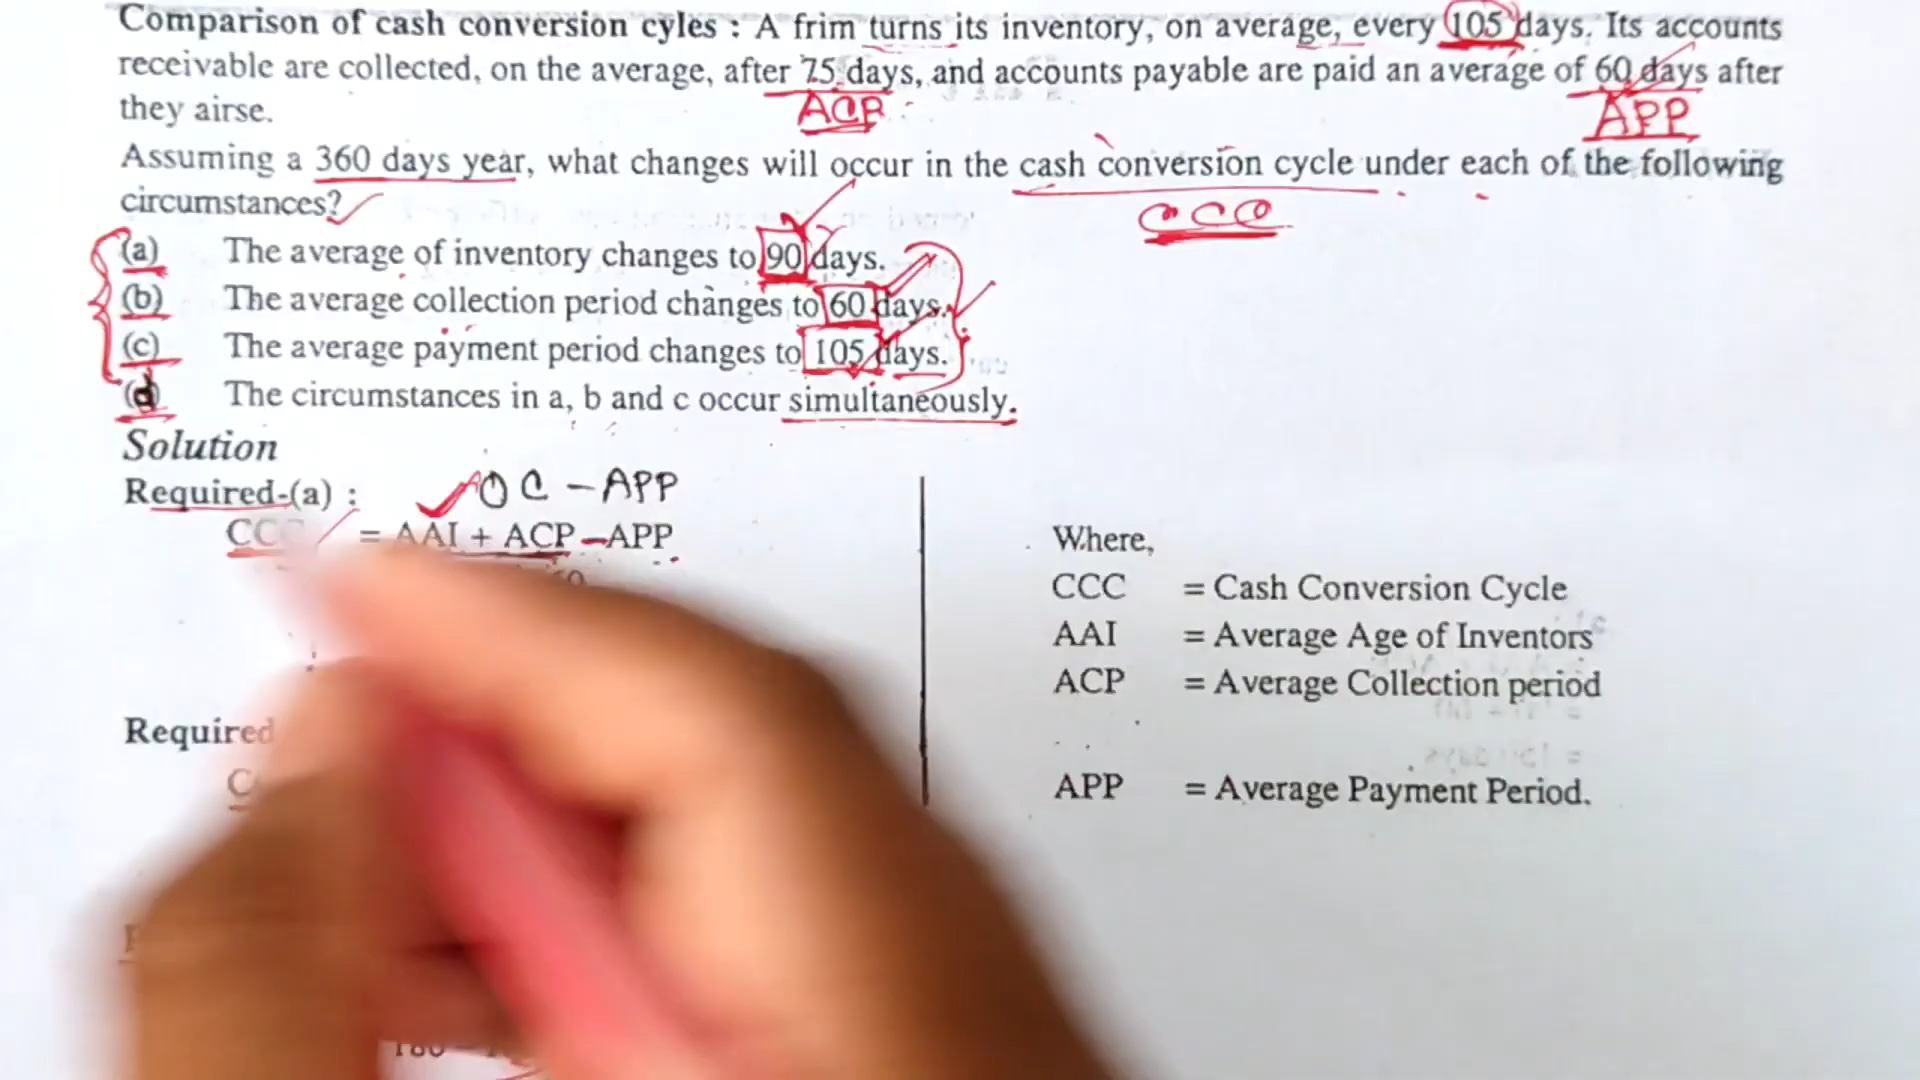 Comparison of cash conversion cyles : A frim turns its inventory, on average, every 105 days. Its accounts
receivable are collected, on the average, after 75 days, and accounts payable are paid an average of 60 days after
they airse.
ACP
APP
Assuming a 360 days year, what changes will occur in the cash conversion cycle under each of the following
circumstances?
CCC
(a) The average of inventory changes to 90 days.
(b) The average collection period changes to 60 days.
(c) The average payment period changes to 105 days.
(d) The circumstances in a, b and c occur simultaneously.
Solution
Required-(a) :
OC - APP
= AAI + ACP - APP
Where,
CCC = Cash Conversion Cycle
AAI = Average Age of Inventors
ACP = Average Collection period
Required
APP = Average Payment Period.